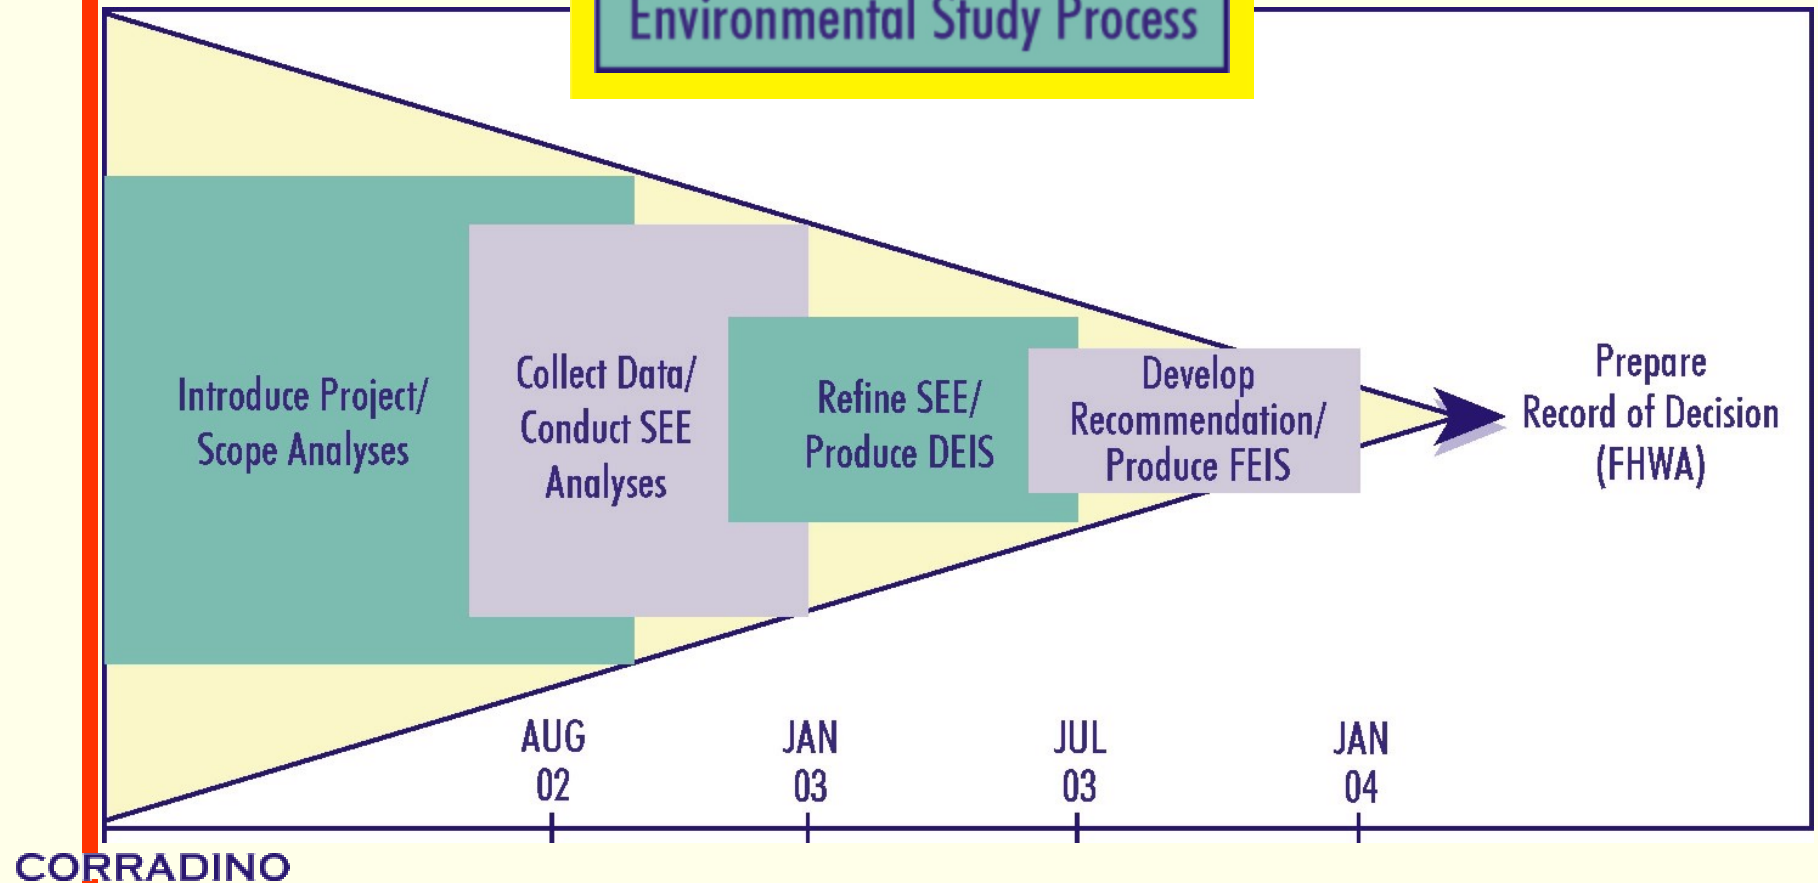 Environmental Study Process
Introduce Project/
Scope Analyses
Collect Data/
Conduct SEE
Analyses
Refine SEE/
Produce DEIS
Develop
Recommendation/
Produce FEIS
Prepare
Record of Decision
(FHWA)
AUG
02
JAN
03
JUL
03
JAN
04
CORRADINO